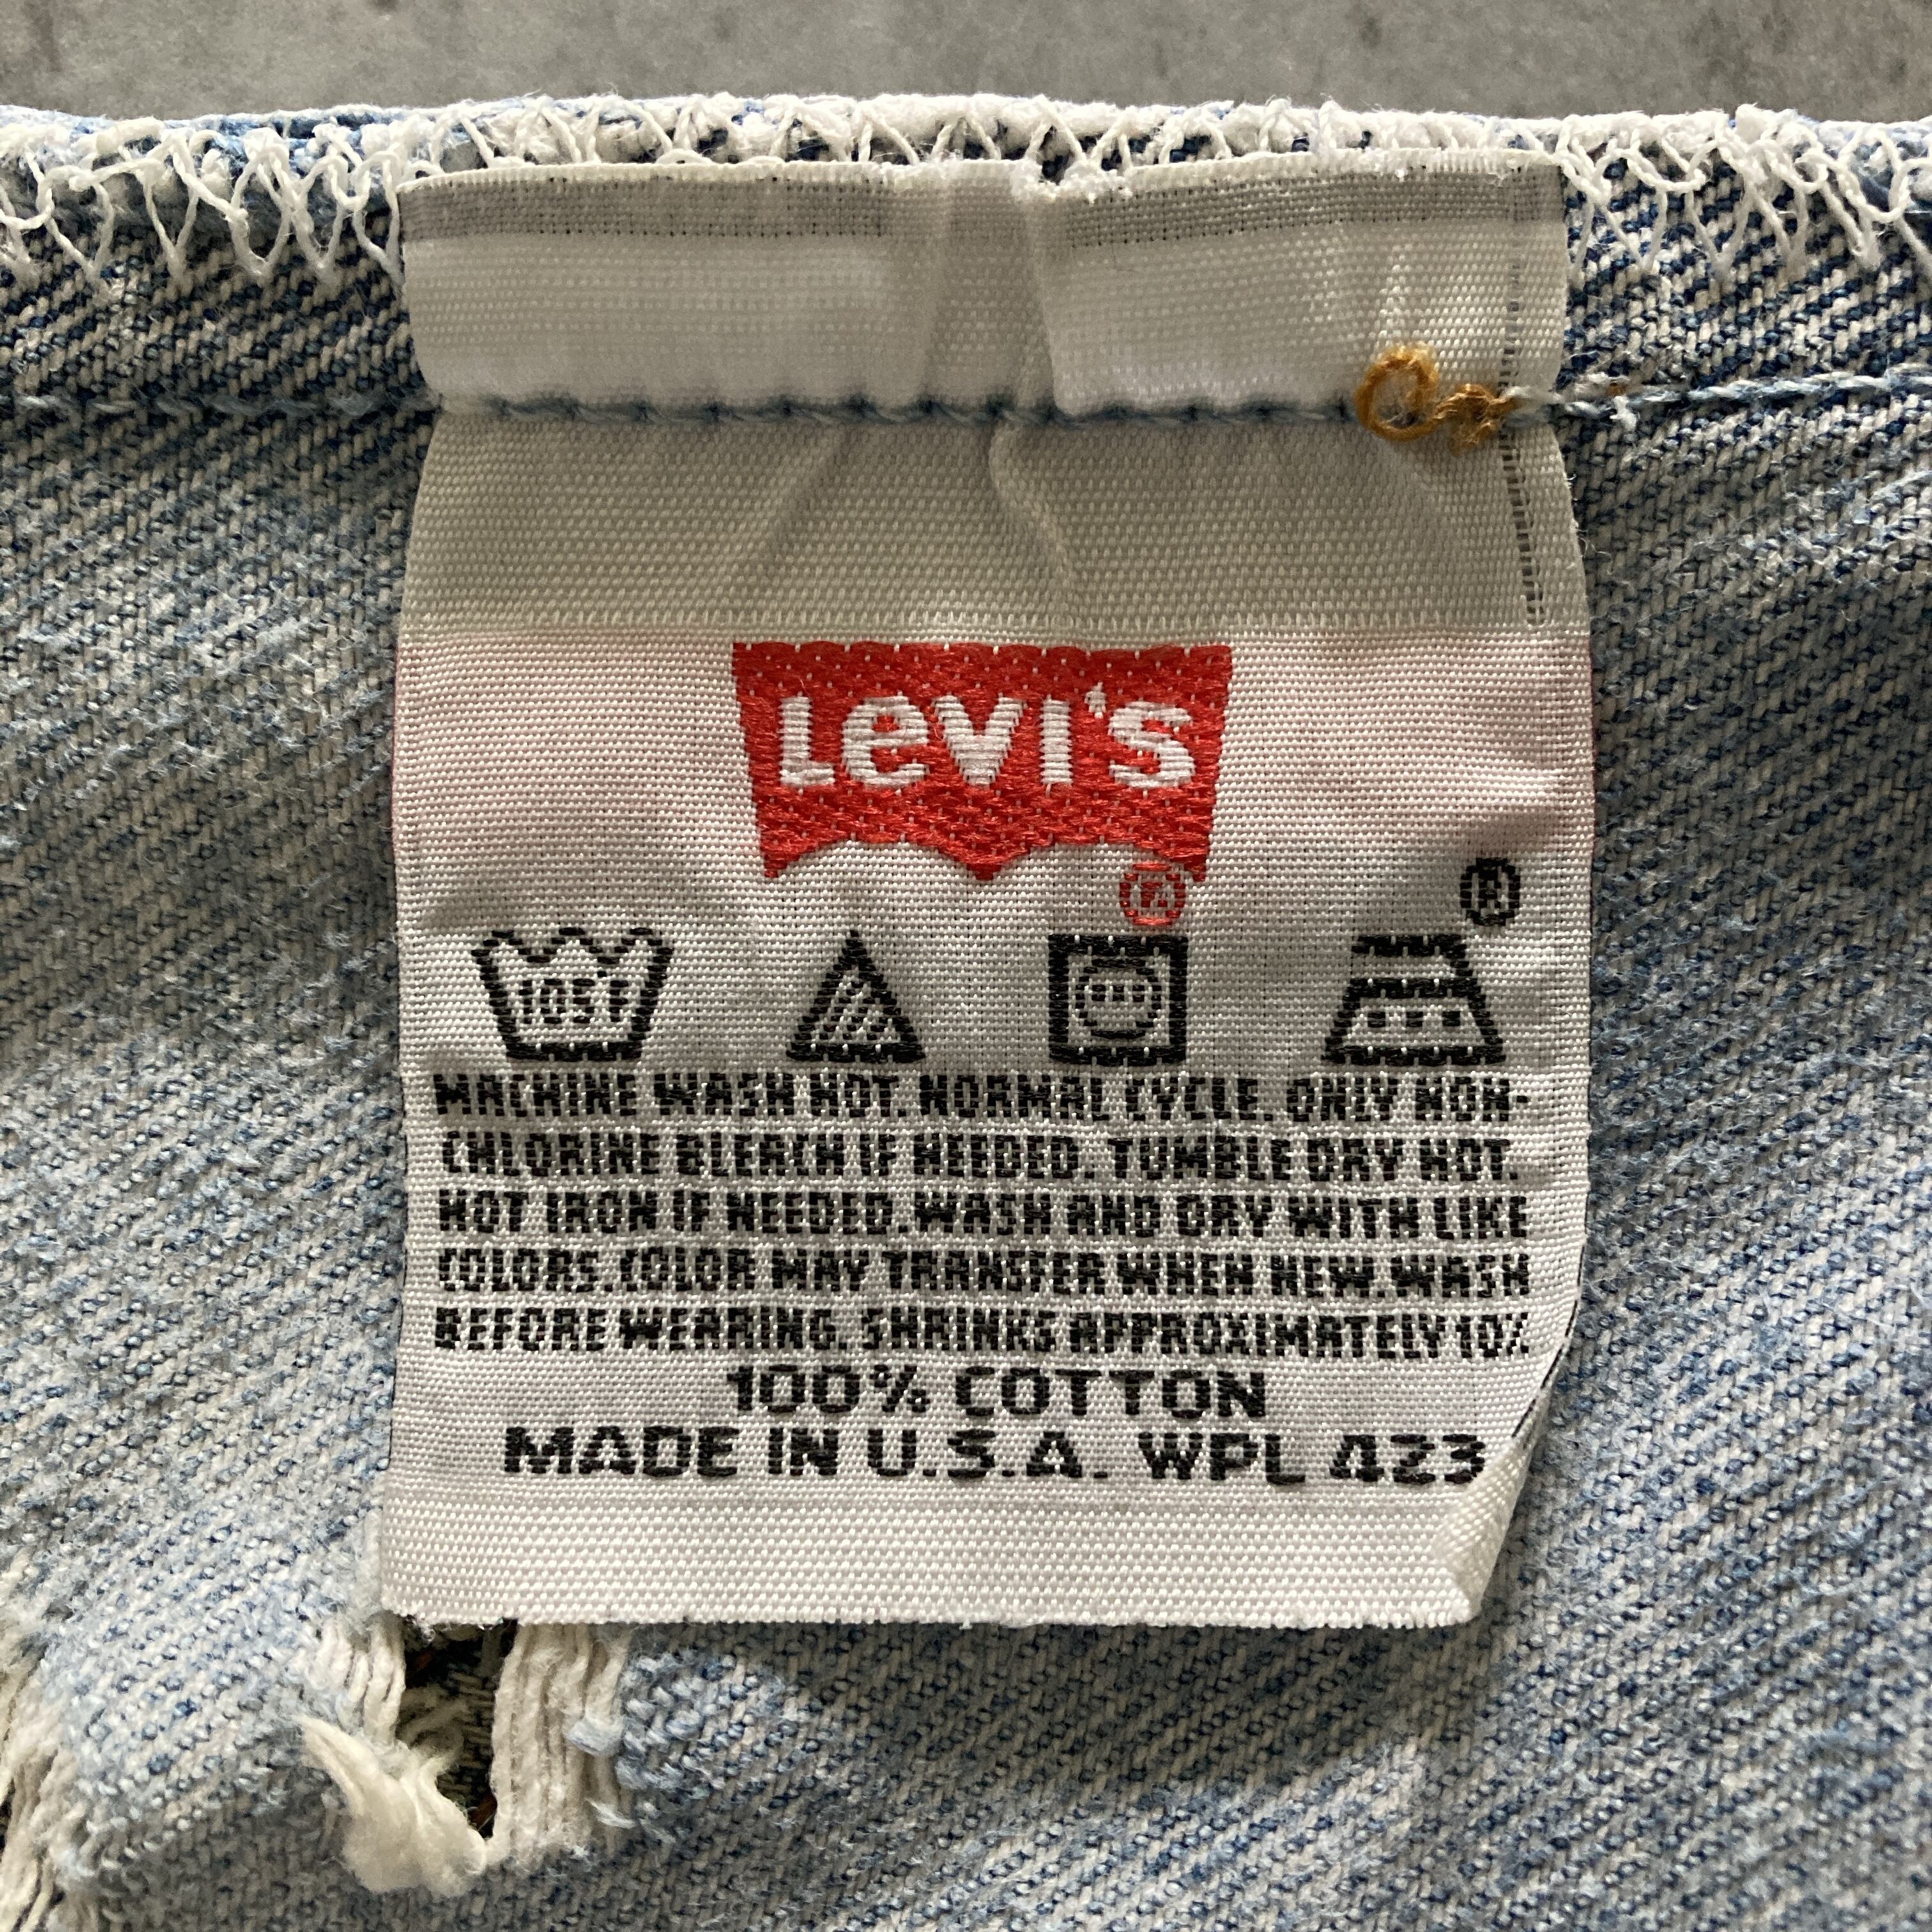 Levi's
®
®
105F
MACHINE WASH HOT. NORMAL CYCLE. ONLY NON-
CHLORINE BLEACH IF NEEDED. TUMBLE DRY HOT.
HOT IRON IF NEEDED. WASH AND DRY WITH LIKE
COLORS. COLOR MAY TRANSFER WHEN NEW. WASH
BEFORE WEARING. SHRINKS APPROXIMATELY 10%
100% COTTON
MADE IN U.S.A. WPL 423